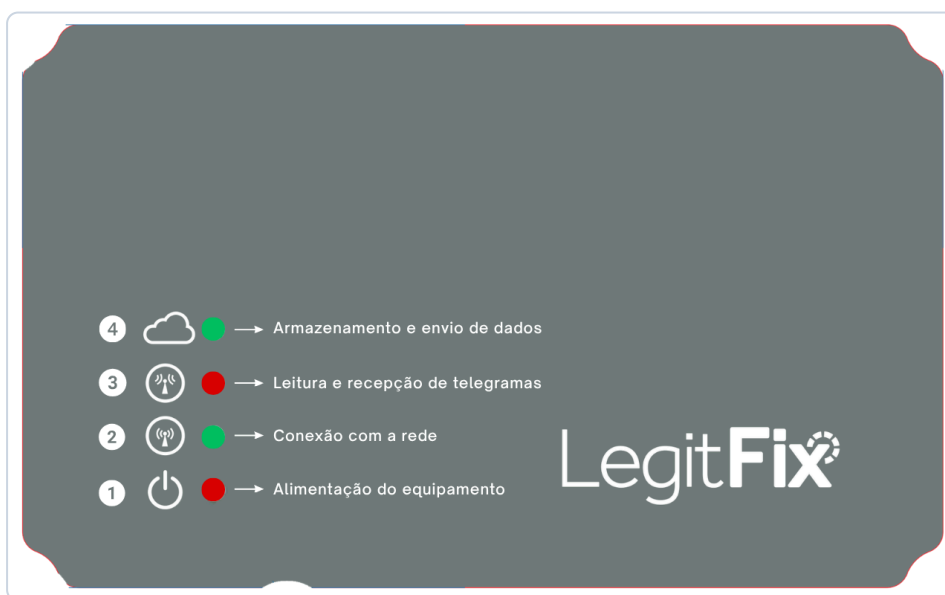 4 Armazenamento e envio de dados
3 Leitura e recepção de telegramas
2 Conexão com a rede
1 Alimentação do equipamento
LegitFix